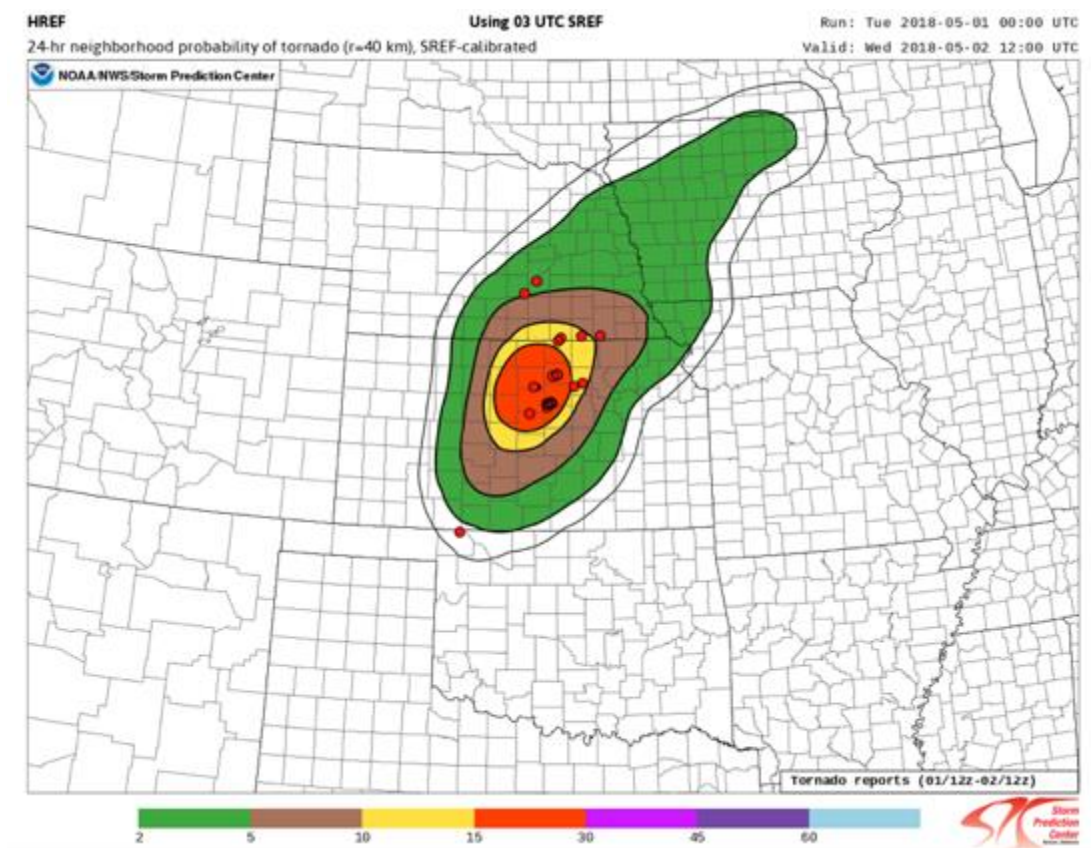 HREF
Using 03 UTC SREF
Run: Tue 2018-05-01 00:00 UTC
24-hr neighborhood probability of tornado (r=40 km), SREF-calibrated
Valid: Wed 2018-05-02 12:00 UTC
NOAA/NWS/Storm Prediction Center
Tornado reports (01/12z-02/12z)
2 5 10 15 30 45 60
SPC
Storm
Prediction
Center